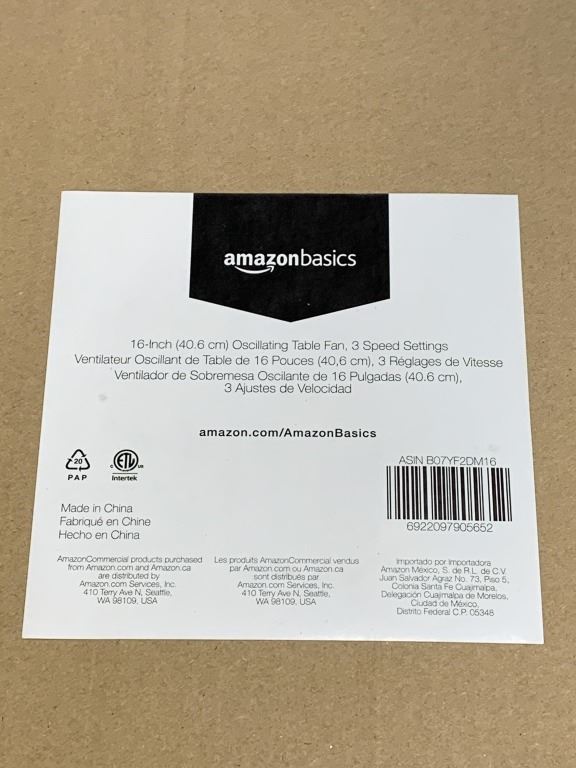 amazonbasics
16-Inch (40.6 cm) Oscillating Table Fan, 3 Speed Settings
Ventilateur Oscillant de Table de 16 Pouces (40,6 cm), 3 Réglages de Vitesse
Ventilador de Sobremesa Oscilante de 16 Pulgadas (40.6 cm),
3 Ajustes de Velocidad
amazon.com/AmazonBasics
20
PAP
c ETL us
Intertek
ASIN B07YF2DM16
6922097905652
Made in China
Fabriqué en Chine
Hecho en China
AmazonCommercial products purchased
from Amazon.com and Amazon.ca
are distributed by
Amazon.com Services, Inc.
410 Terry Ave N, Seattle,
WA 98109, USA
Les produits AmazonCommercial vendus
par Amazon.com ou Amazon.ca
sont distribués par
Amazon.com Services, Inc.
410 Terry Ave N, Seattle,
WA 98109, USA
Importado por Importadora
Amazon México, S. de R.L. de C.V.
Juan Salvador Agraz No. 73, Piso 5,
Colonia Santa Fe Cuajimalpa,
Delegación Cuajimalpa de Morelos,
Ciudad de México,
Distrito Federal C.P. 05348